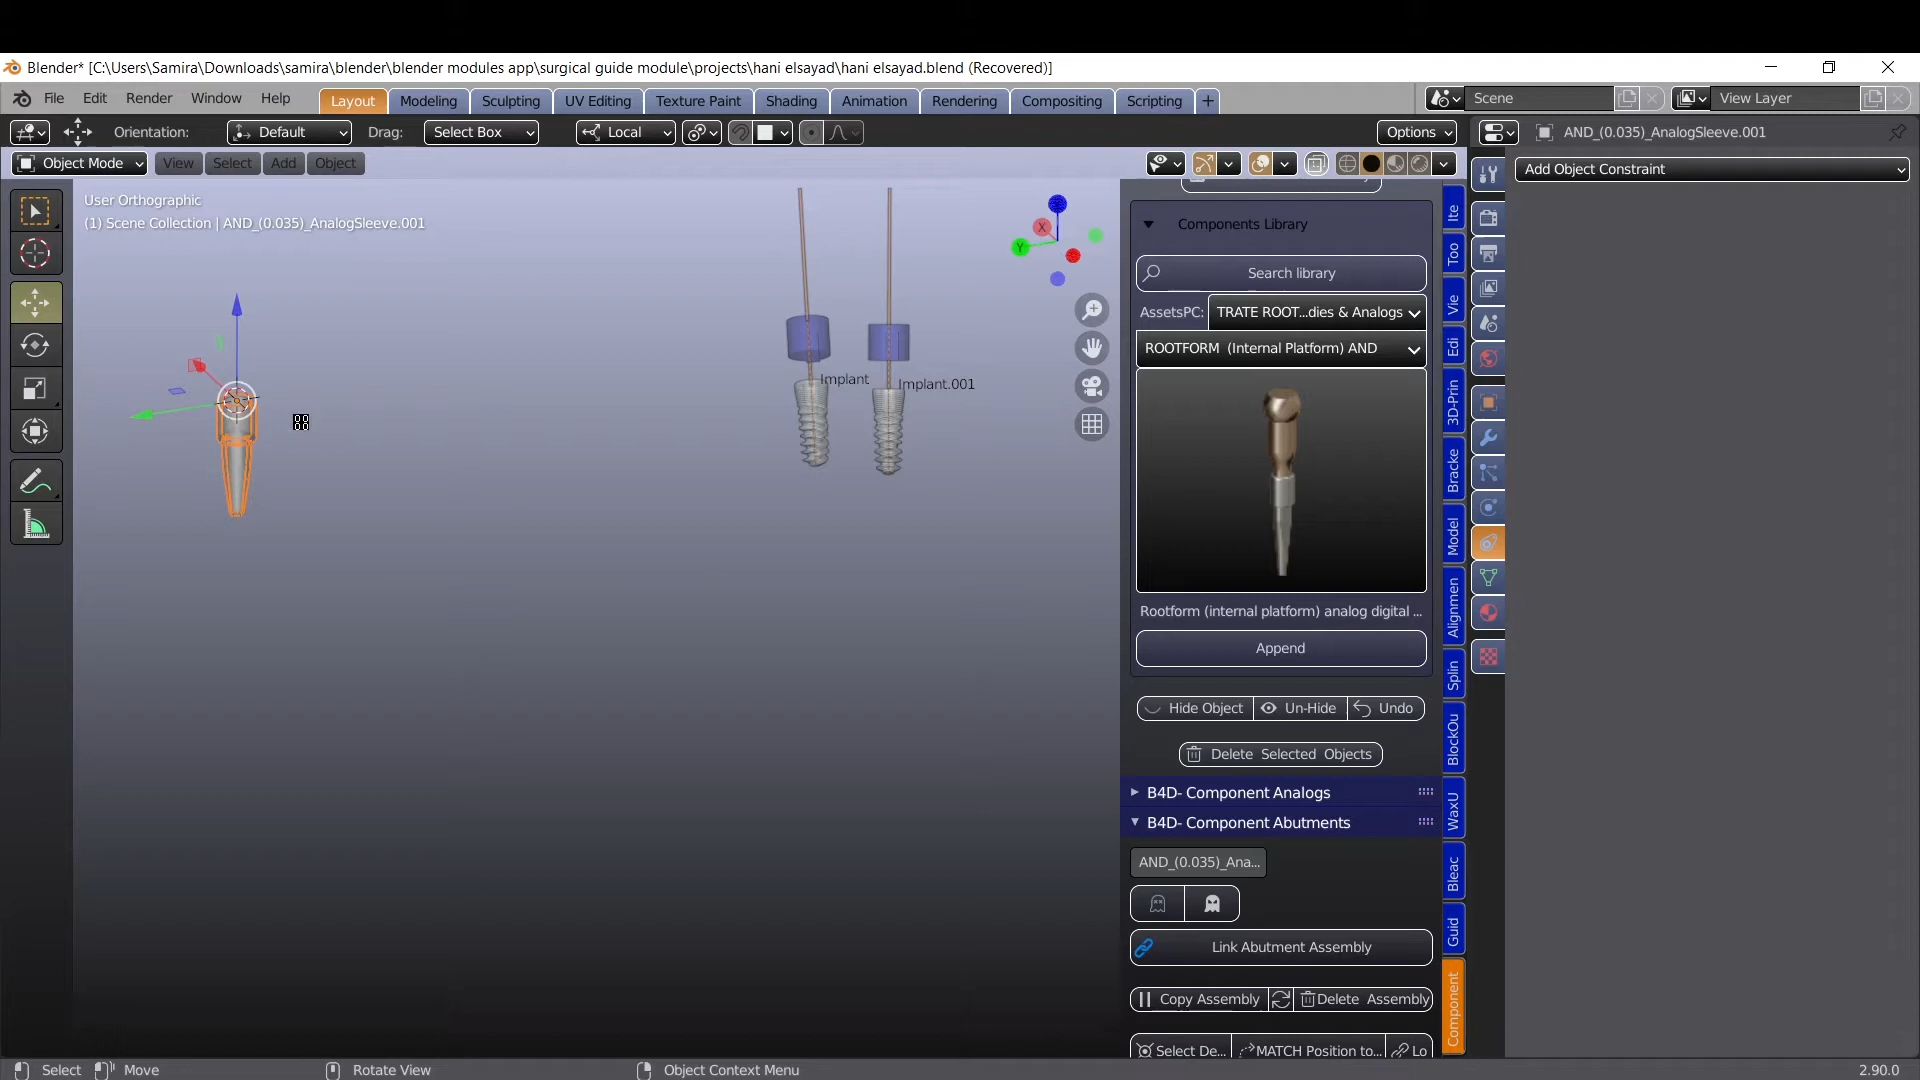 Blender* [C:\Users\Samira\Downloads\samira\blender\blender modules app\surgical guide module\projects\hani elsayad\hani elsayad.blend (Recovered)]
File Edit Render Window Help Layout Modeling Sculpting UV Editing Texture Paint Shading Animation Rendering Compositing Scripting + Scene View Layer
Orientation: Default Drag: Select Box Local Options AND_(0.035)_AnalogSleeve.001
Object Mode View Select Add Object
Add Object Constraint
User Orthographic
(1) Scene Collection | AND_(0.035)_AnalogSleeve.001
X
Y
Implant
Implant.001
Components Library
Search library
AssetsPC: TRATE ROOT...dies & Analogs
ROOTFORM (Internal Platform) AND
Rootform (internal platform) analog digital ...
Append
Hide Object Un-Hide Undo
Delete Selected Objects
B4D- Component Analogs
B4D- Component Abutments
AND_(0.035)_Ana...
Link Abutment Assembly
Copy Assembly Delete Assembly
Select De... MATCH Position to... Lo
Ite
Too
Vie
Edi
3D-Prin
Bracke
Model
Alignmen
Splin
BlockOu
WaxU
Bleac
Guid
Component
Select Move Rotate View Object Context Menu 2.90.0